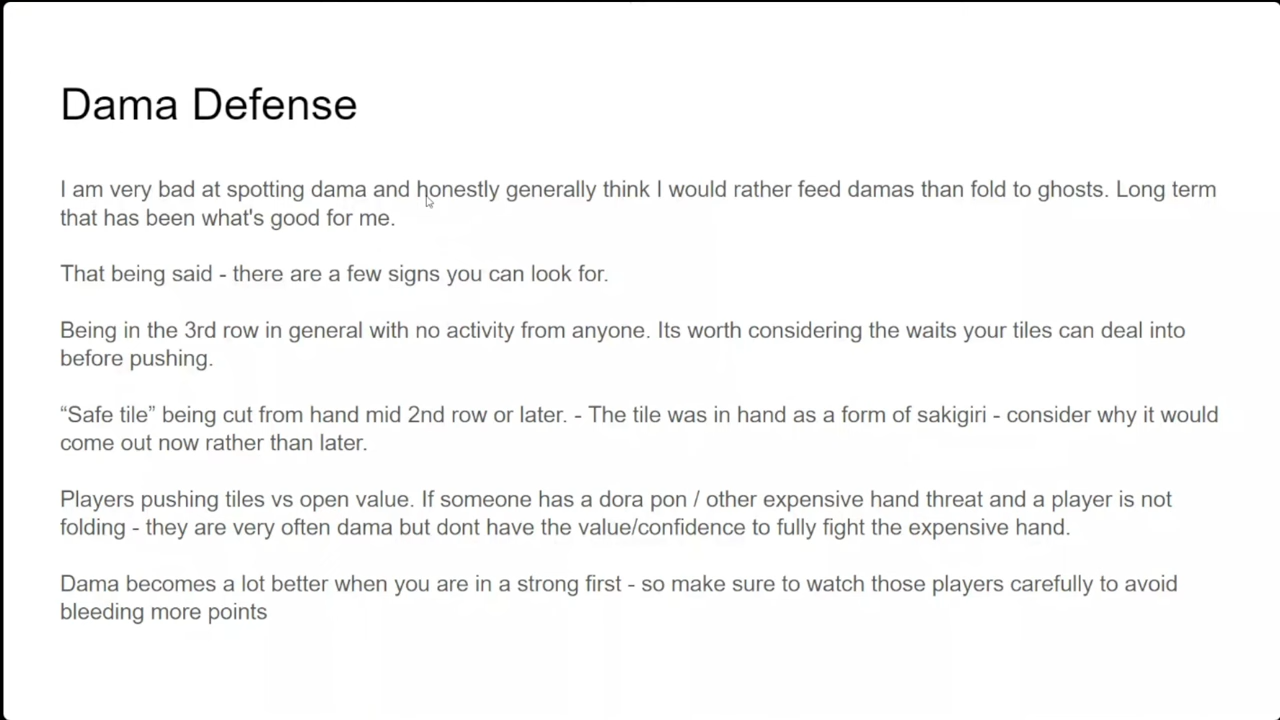 Dama Defense
I am very bad at spotting dama and honestly generally think I would rather feed damas than fold to ghosts. Long term
that has been what's good for me.
That being said - there are a few signs you can look for.
Being in the 3rd row in general with no activity from anyone. Its worth considering the waits your tiles can deal into
before pushing.
“Safe tile” being cut from hand mid 2nd row or later. - The tile was in hand as a form of sakigiri - consider why it would
come out now rather than later.
Players pushing tiles vs open value. If someone has a dora pon / other expensive hand threat and a player is not
folding - they are very often dama but dont have the value/confidence to fully fight the expensive hand.
Dama becomes a lot better when you are in a strong first - so make sure to watch those players carefully to avoid
bleeding more points